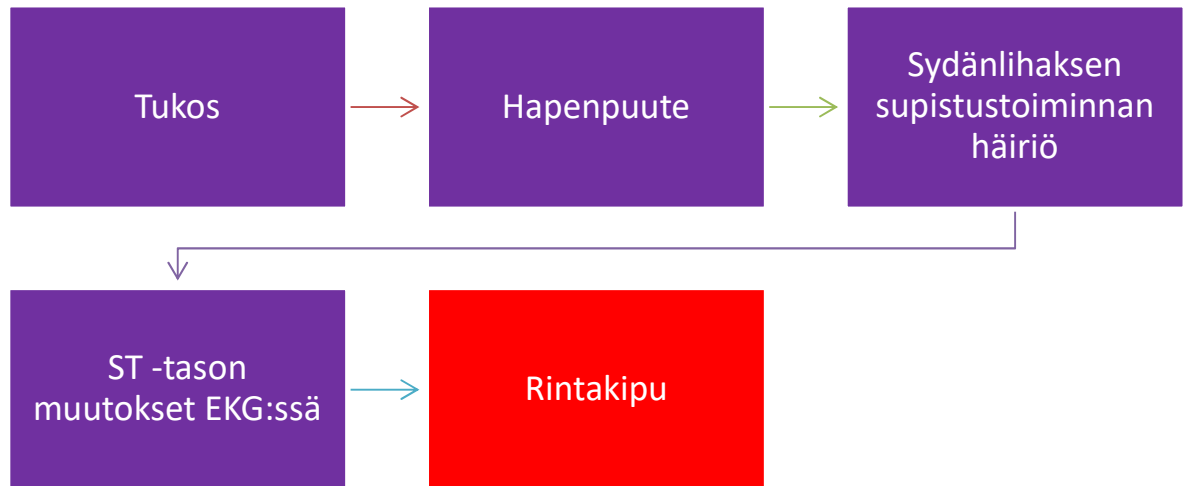 Tukos
Hapenpuute
Sydänlihaksen
supistustoiminnan
häiriö
ST -tason
muutokset EKG:ssä
Rintakipu